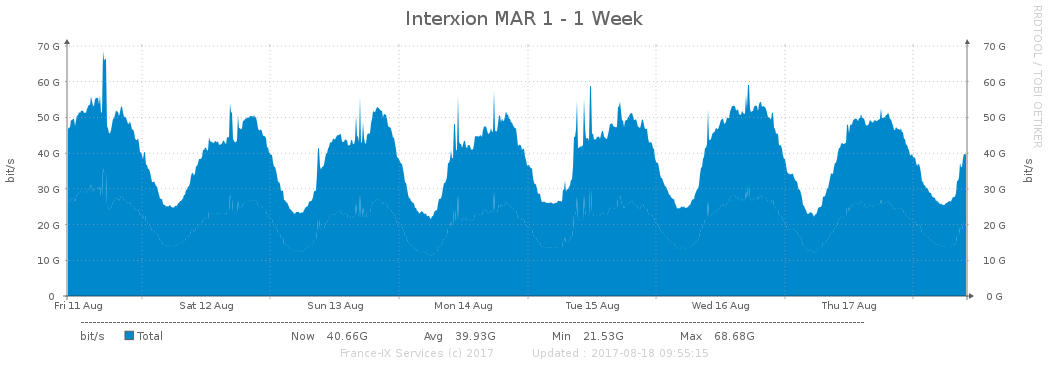 Interxion MAR 1 - 1 Week
RRDTOOL / TOBI OETIKER
70 G 70 G
60 G 60 G
50 G 50 G
40 G 40 G
30 G 30 G
20 G 20 G
10 G 10 G
0 0 G
bit/s
bit/s
Fri 11 Aug Sat 12 Aug Sun 13 Aug Mon 14 Aug Tue 15 Aug Wed 16 Aug Thu 17 Aug
bit/s Total Now 40.66G Avg 39.93G Min 21.53G Max 68.68G
France-IX Services (c) 2017 Updated : 2017-08-18 09:55:15